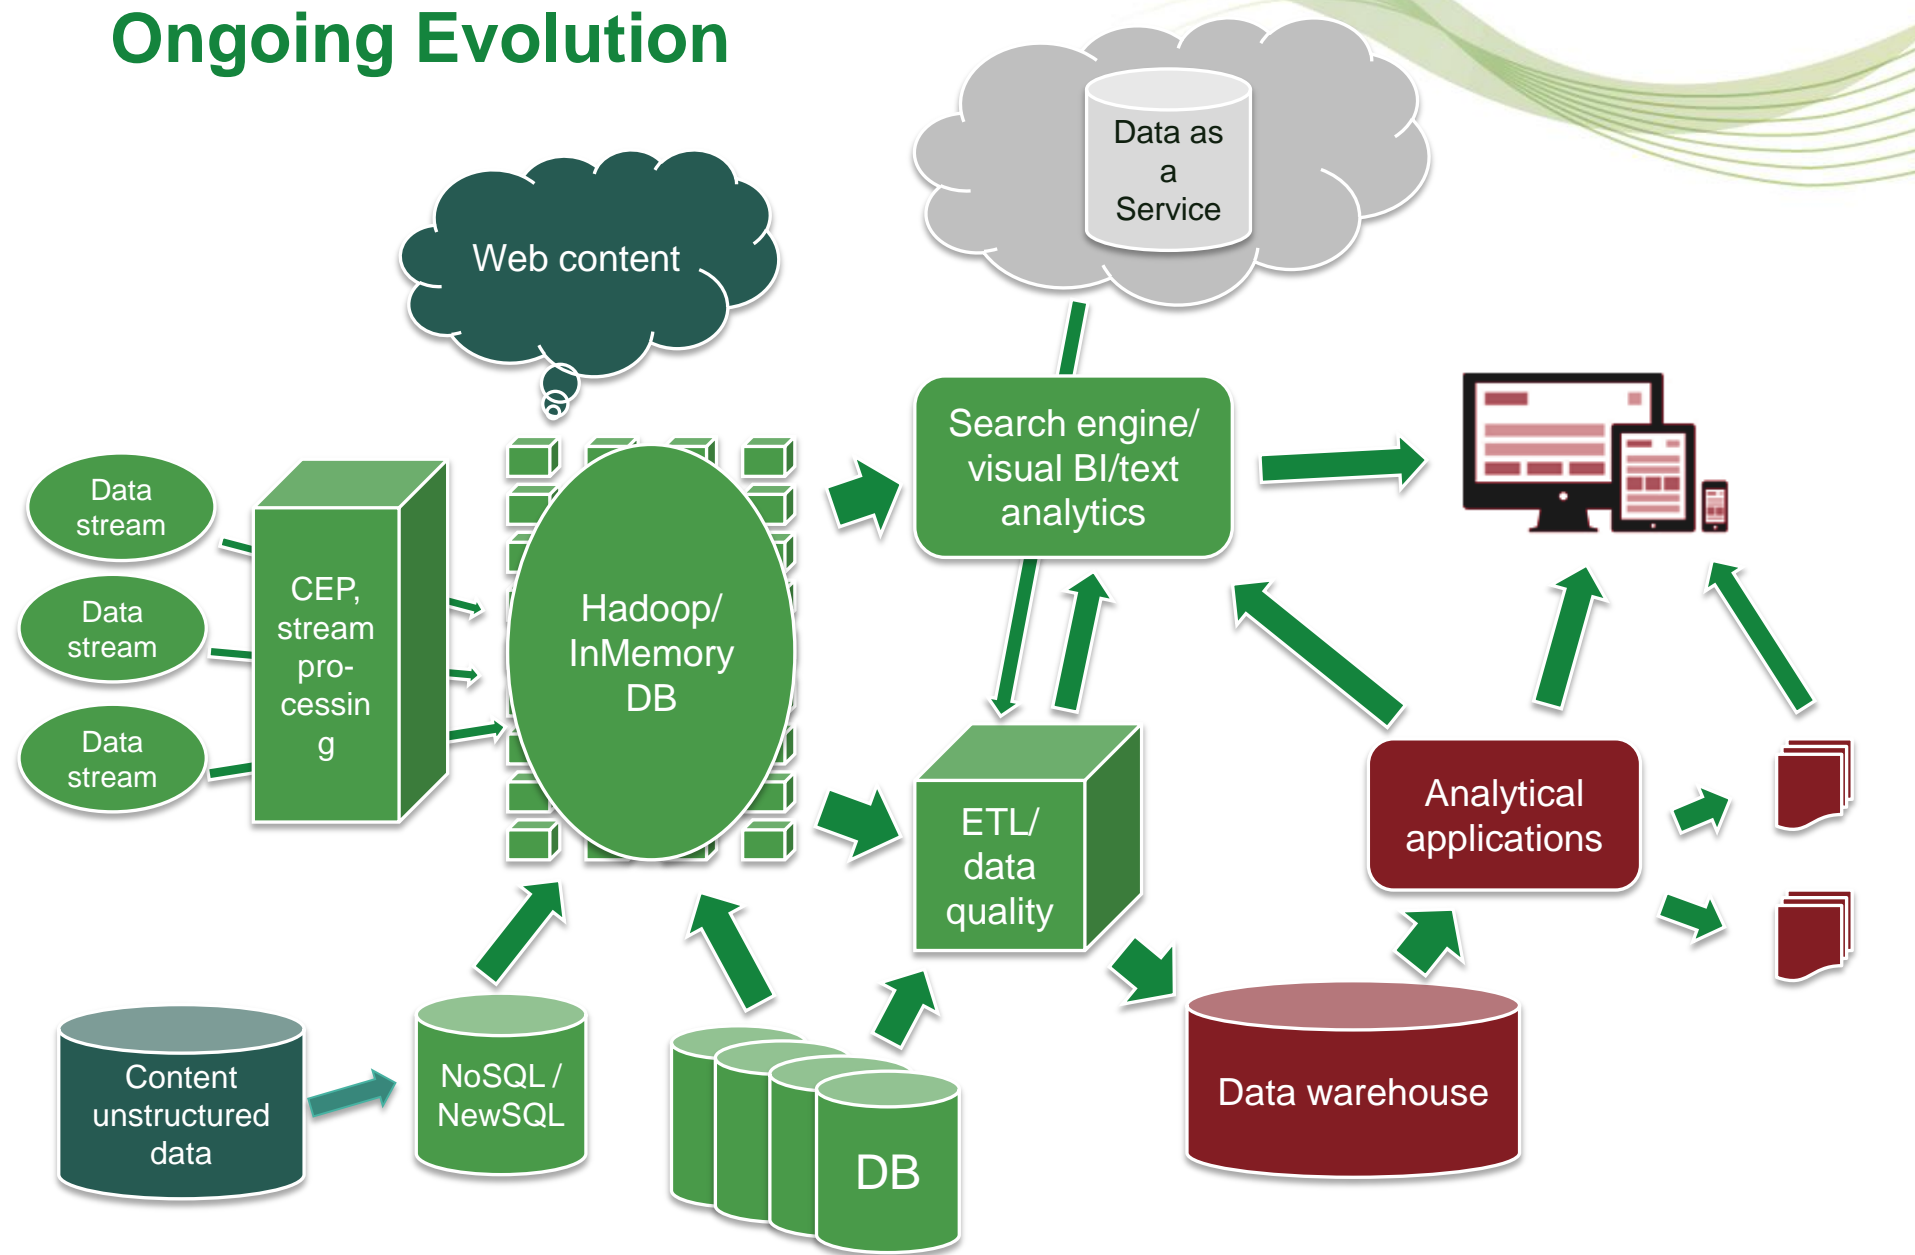 Ongoing Evolution
Data as
a
Service
Web content
Search engine/
visual BI/text
analytics
Data
stream
Data
stream
Data
stream
CEP,
stream
pro-
cessin
g
Hadoop/
InMemory
DB
ETL/
data
quality
Analytical
applications
Content
unstructured
data
NoSQL /
NewSQL
DB
Data warehouse